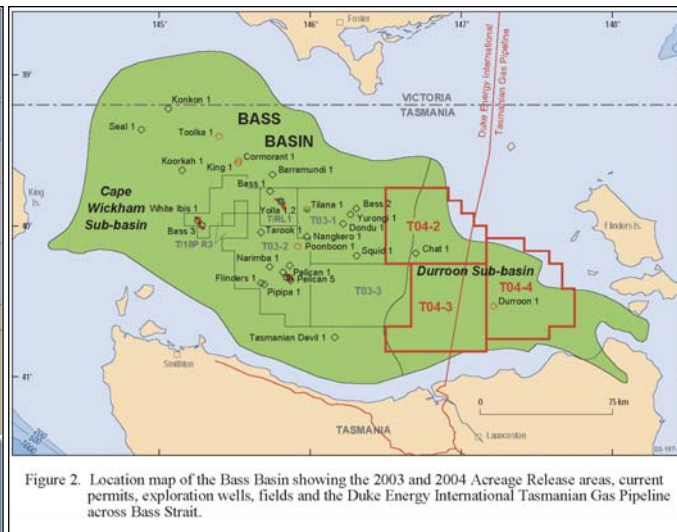 145'
146'
147'
148'
Foster
39'
VICTORIA
TASMANIA
Duke Energy International
Tasmanian Gas Pipeline
Konkon 1
BASS
BASIN
Seal 1
Toolka 1
Cormorant 1
King 1
Koorkah 1
Barramundi 1
King
Is.
Cape
Wickham
Sub-basin
Bass 1
White Ibis 1
Yolla 1,2
Tilana 1
Bass 2
T/RL1
T03-1
Yurongi 1
Dondu 1
T04-2
Flinders Is.
40'
Bass 3
T/18P R3
Tarook 1
Nangkero 1
T03-2
Poonboon 1
Squid 1
Chat 1
Narimba 1
Pelican 1
Durroon Sub-basin
Flinders 1
Pelican 5
Pipipa 1
T03-3
T04-3
T04-4
Durroon 1
Tasmanian Devil 1
Smithton
41'
0
75 km
TASMANIA
Launceston
Figure 2. Location map of the Bass Basin showing the 2003 and 2004 Acreage Release areas, current
permits, exploration wells, fields and the Duke Energy International Tasmanian Gas Pipeline
across Bass Strait.